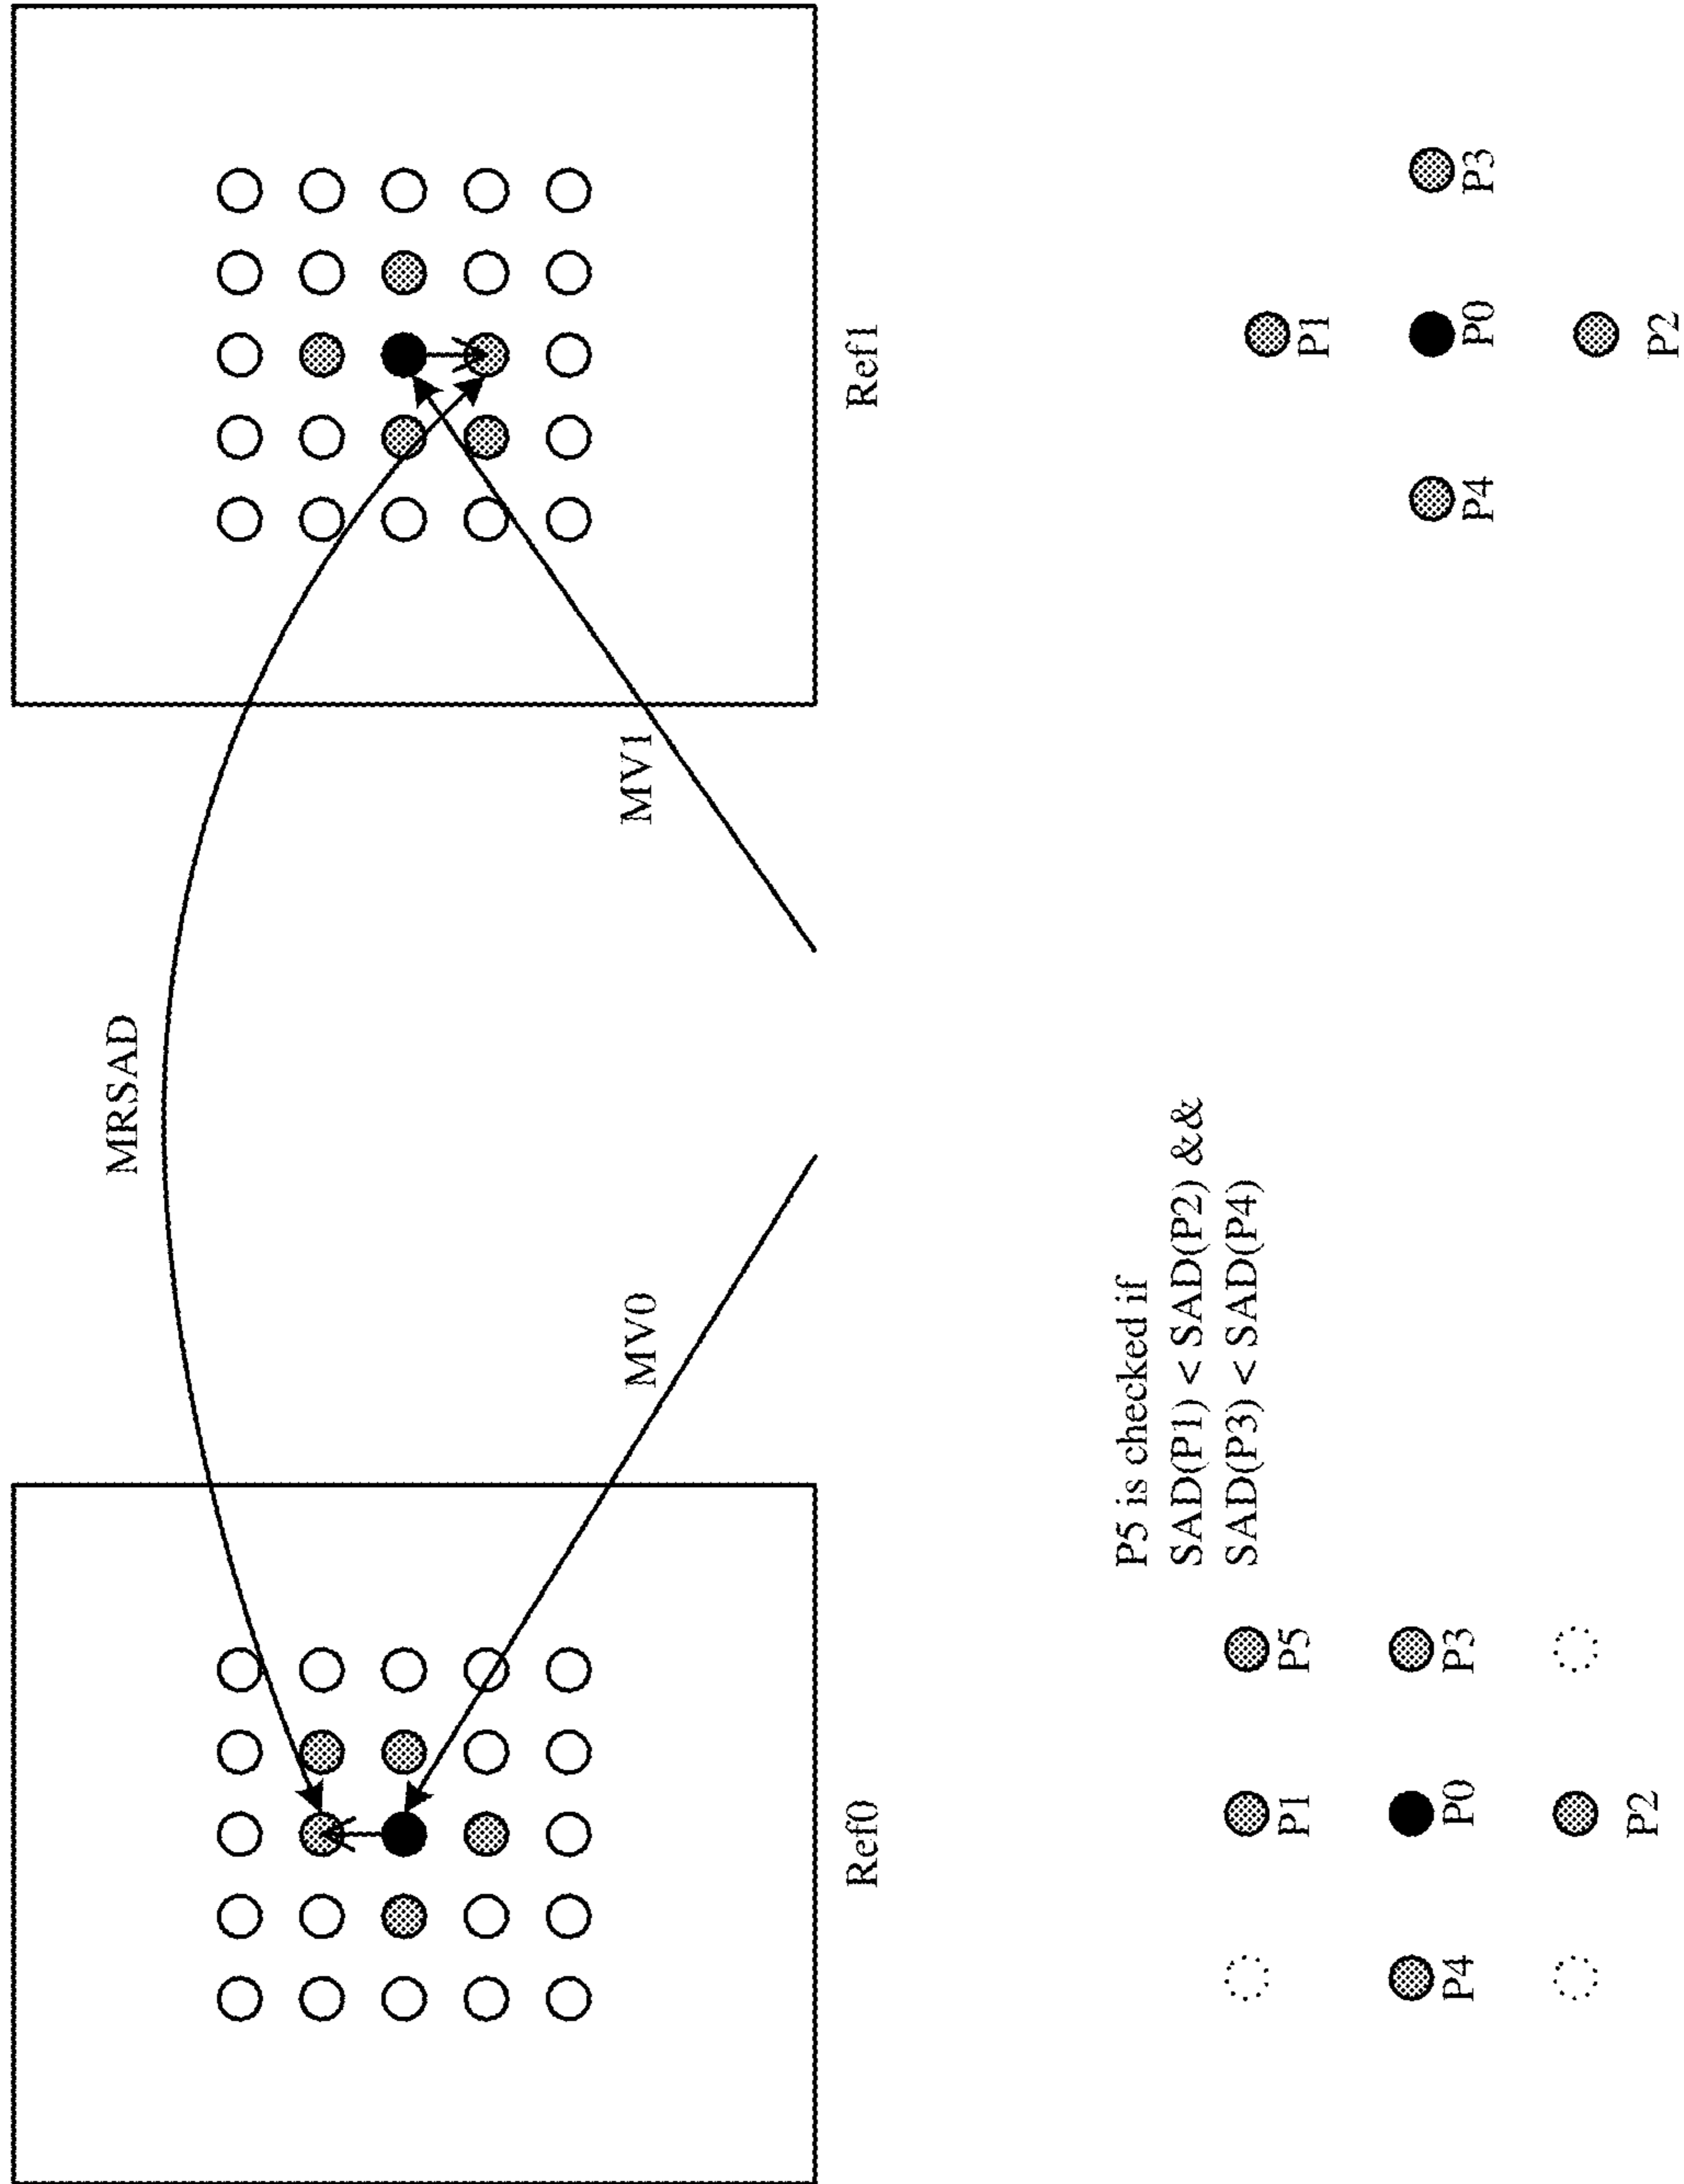 MRSAD
MV0
MV1
Ref0
Ref1
P5 is checked if
SAD(P1) < SAD(P2) &&
SAD(P3) < SAD(P4)
P1 P5
P4 P0 P3
P2
P1
P4 P0 P3
P2